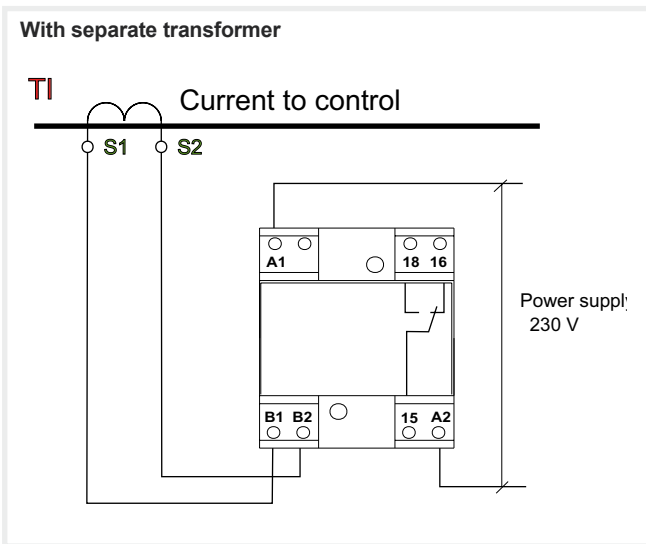 With separate transformer
TI
Current to control
S1 S2
A1
18 16
Power supply
230 V
B1 B2
15 A2